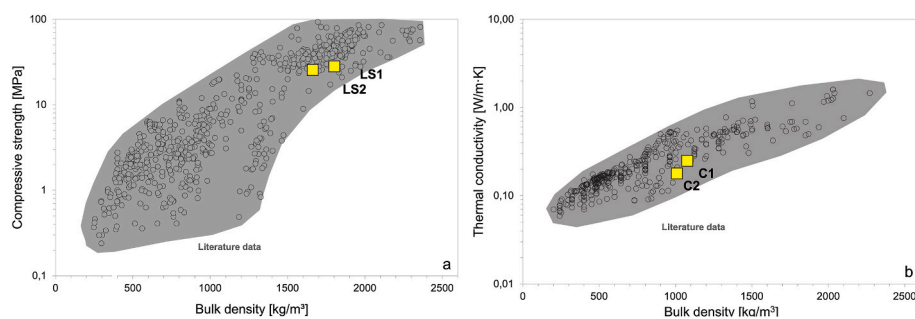 100
10
1
0,1
Compressive strength [MPa]
LS1
LS2
Literature data
a
0
500
1000
1500
2000
2500
Bulk density [kg/m³]
10,00
1,00
0,10
0,01
Thermal conductivity [W/m·K]
C1
C2
Literature data
b
0
500
1000
1500
2000
2500
Bulk density [kg/m³]